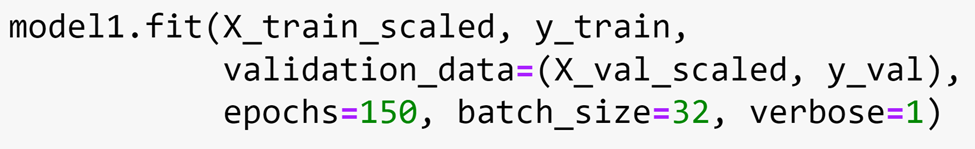 model1.fit(X_train_scaled, y_train,
validation_data=(X_val_scaled, y_val),
epochs=150, batch_size=32, verbose=1)